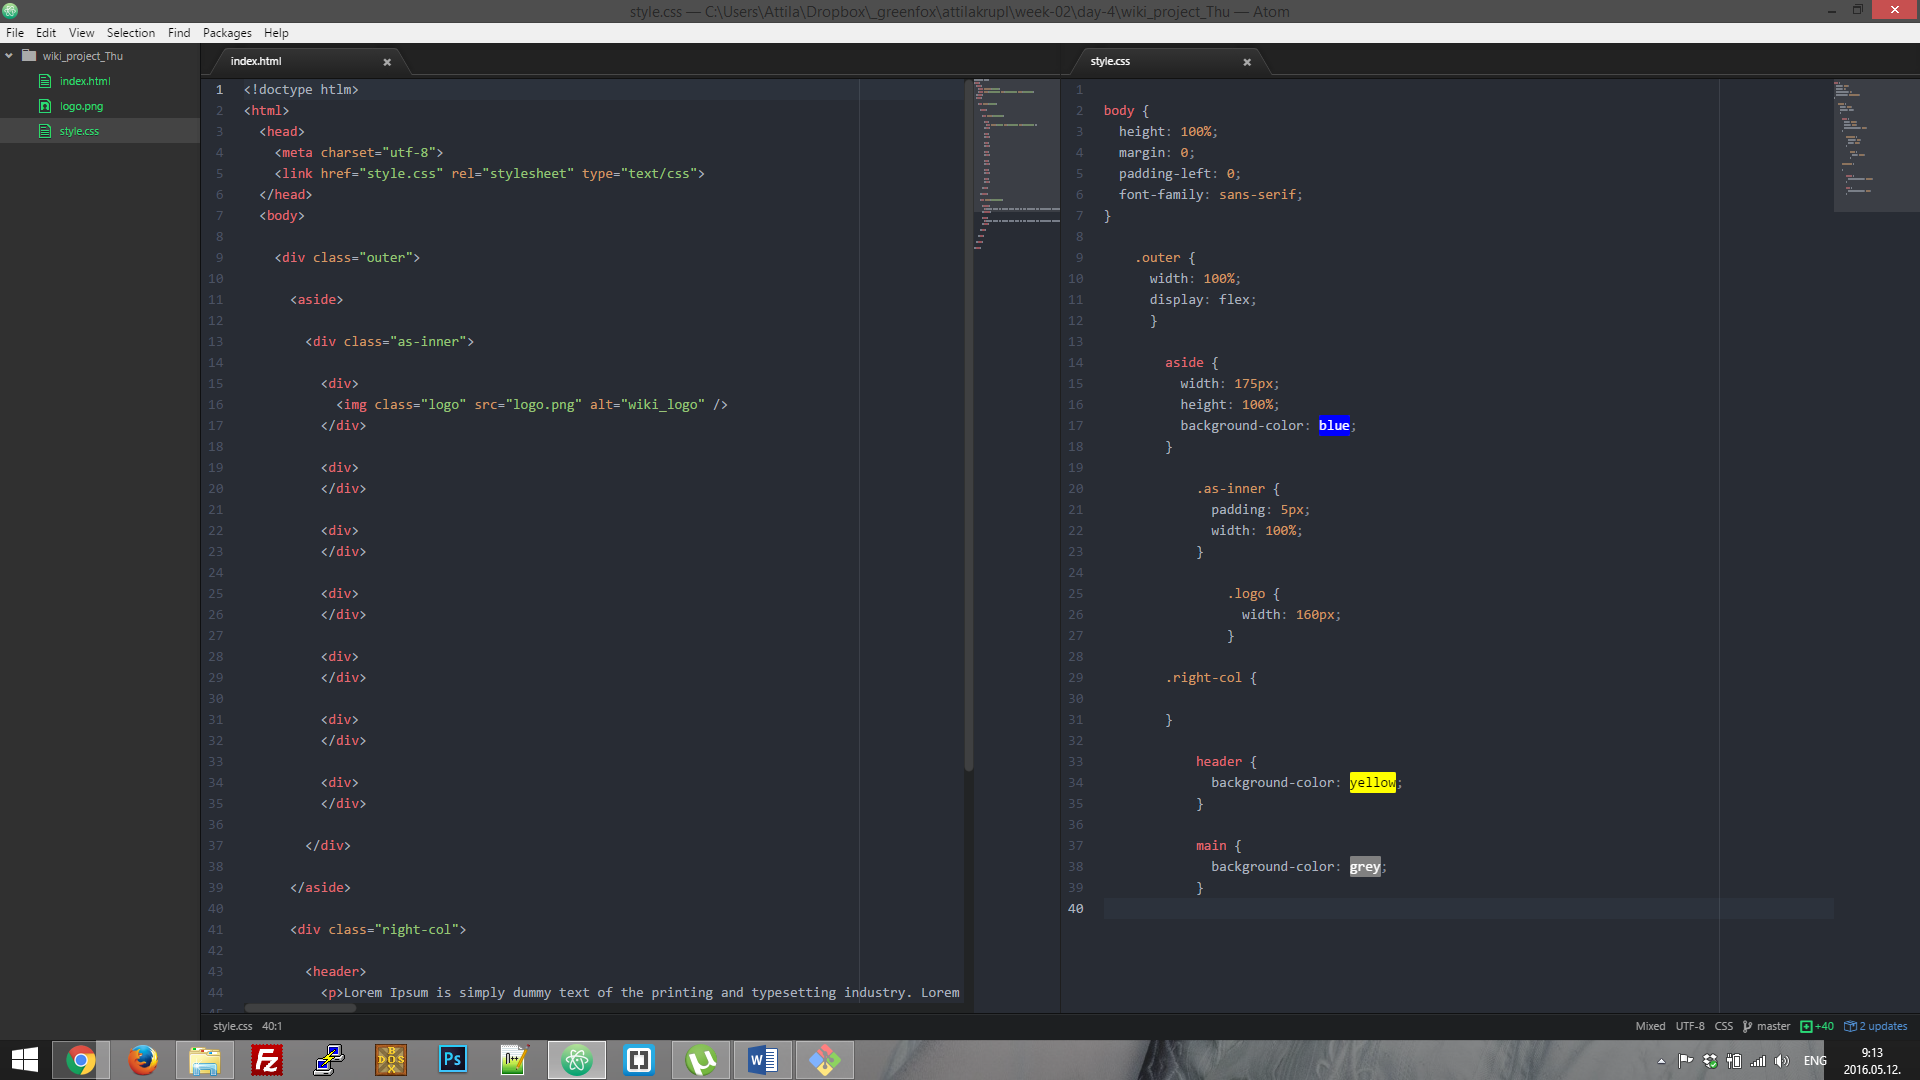 style.css — C:\Users\Attila\Dropbox\_greenfox\attilakrupl\week-02\day-4\wiki_project_Thu — Atom
File Edit View Selection Find Packages Help
wiki_project_Thu
index.html
logo.png
style.css
index.html
1 <!doctype htlm>
2 <html>
3 <head>
4 <meta charset="utf-8">
5 <link href="style.css" rel="stylesheet" type="text/css">
6 </head>
7 <body>
8
9 <div class="outer">
10
11 <aside>
12
13 <div class="as-inner">
14
15 <div>
16 <img class="logo" src="logo.png" alt="wiki_logo" />
17 </div>
18
19 <div>
20 </div>
21
22 <div>
23 </div>
24
25 <div>
26 </div>
27
28 <div>
29 </div>
30
31 <div>
32 </div>
33
34 <div>
35 </div>
36
37 </div>
38
39 </aside>
40
41 <div class="right-col">
42
43 <header>
44 <p>Lorem Ipsum is simply dummy text of the printing and typesetting industry. Lorem
style.css
1
2 body {
3 height: 100%;
4 margin: 0;
5 padding-left: 0;
6 font-family: sans-serif;
7 }
8
9 .outer {
10 width: 100%;
11 display: flex;
12 }
13
14 aside {
15 width: 175px;
16 height: 100%;
17 background-color: blue;
18 }
19
20 .as-inner {
21 padding: 5px;
22 width: 100%;
23 }
24
25 .logo {
26 width: 160px;
27 }
28
29 .right-col {
30
31 }
32
33 header {
34 background-color: yellow;
35 }
36
37 main {
38 background-color: grey;
39 }
40
style.css 40:1
Mixed UTF-8 CSS master +40 2 updates
Fz
DOS
Ps
W
ENG
9:13
2016.05.12.